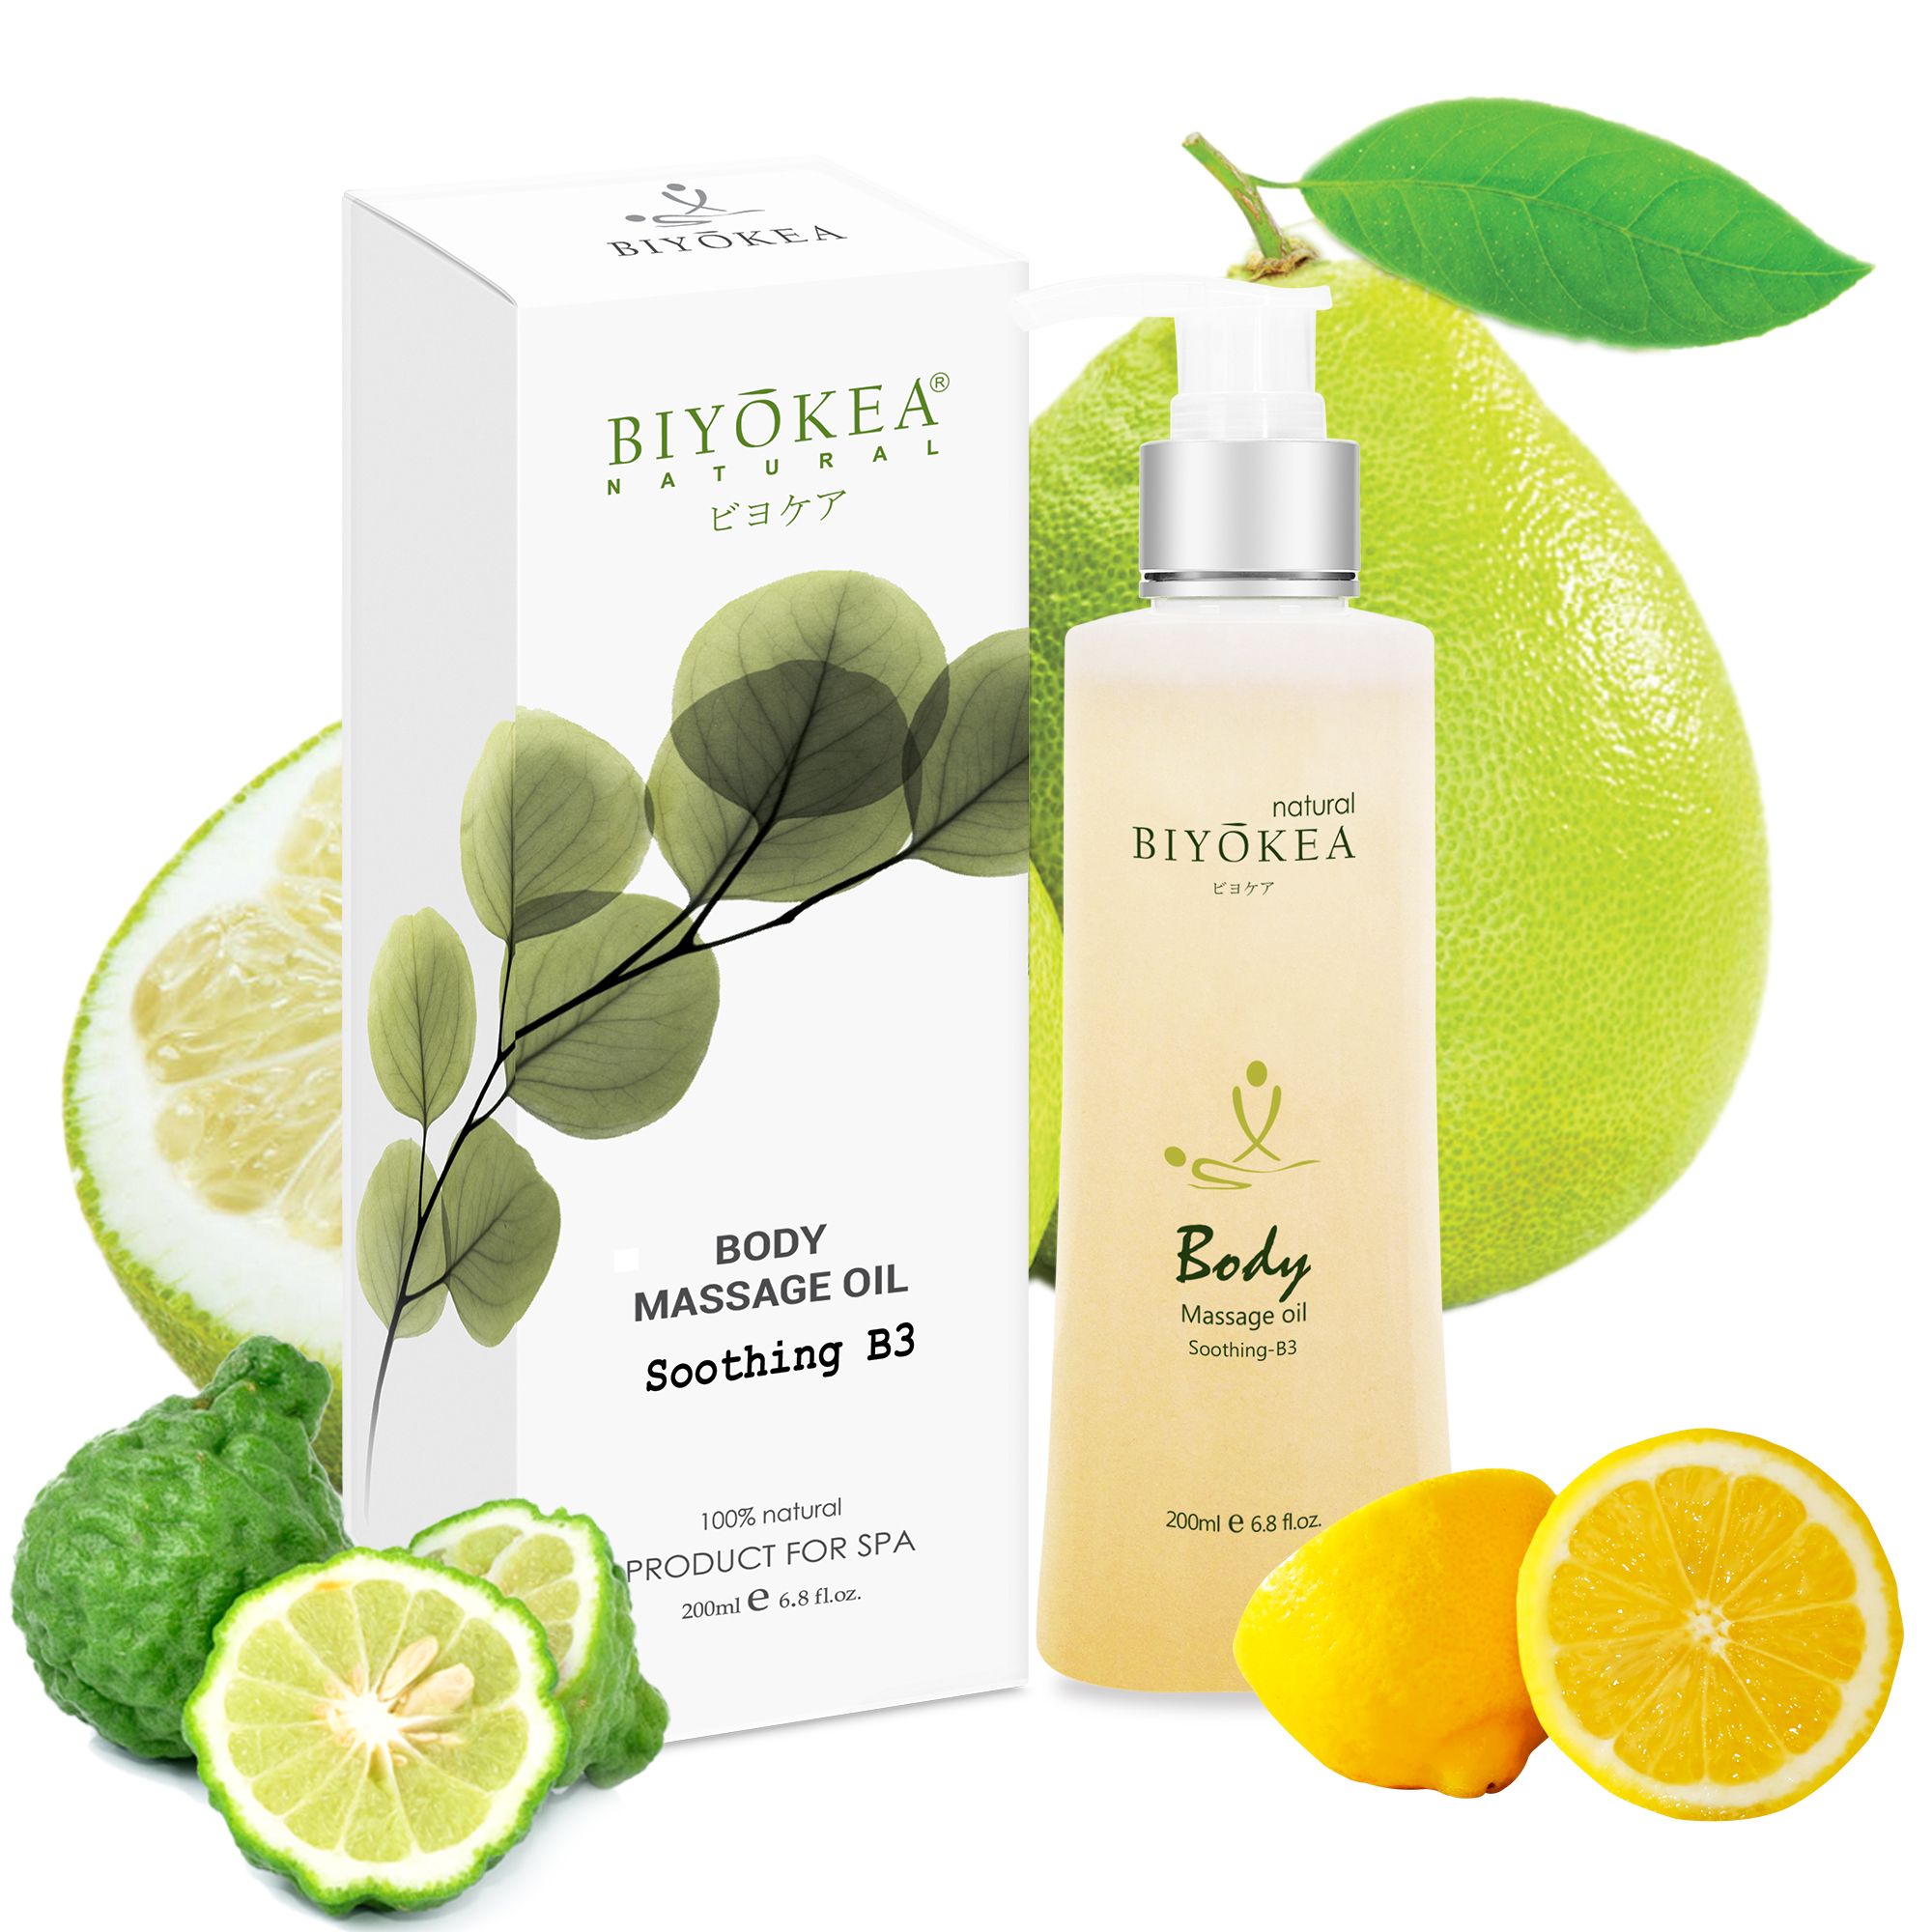 BIYŌKEA
BIYŌKEA®
NATURAL
ビヨケア
BODY
MASSAGE OIL
Soothing B3
100% natural
PRODUCT FOR SPA
200ml e 6.8 fl.oz.
natural
BIYŌKEA
ビヨケア
Body
Massage oil
Soothing-B3
200ml e 6.8 fl.oz.